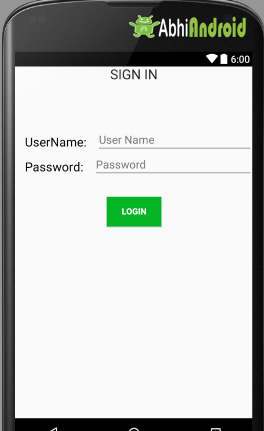 AbhiAndroid
6:00
SIGN IN
UserName: User Name
Password: Password
LOGIN